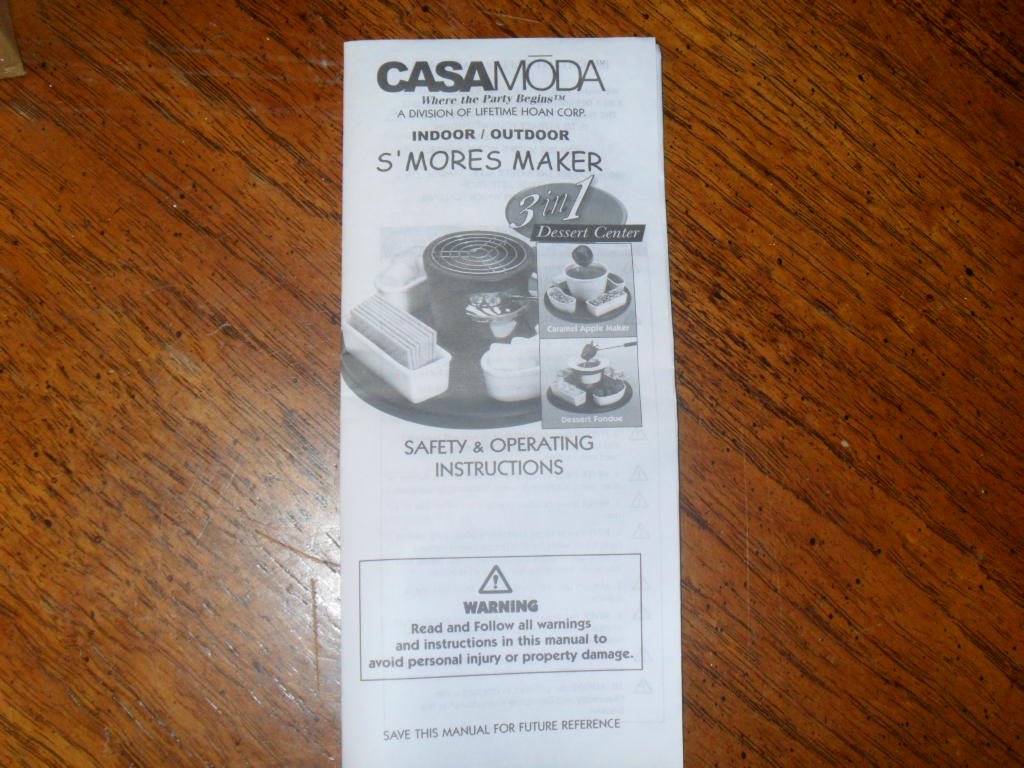 CASAMŌDA
Where the Party Begins™
A DIVISION OF LIFETIME HOAN CORP.
INDOOR / OUTDOOR
S'MORES MAKER
3 in 1
Dessert Center
Caramel Apple Maker
Dessert Fondue
SAFETY & OPERATING
INSTRUCTIONS
WARNING
Read and Follow all warnings
and instructions in this manual to
avoid personal injury or property damage.
SAVE THIS MANUAL FOR FUTURE REFERENCE